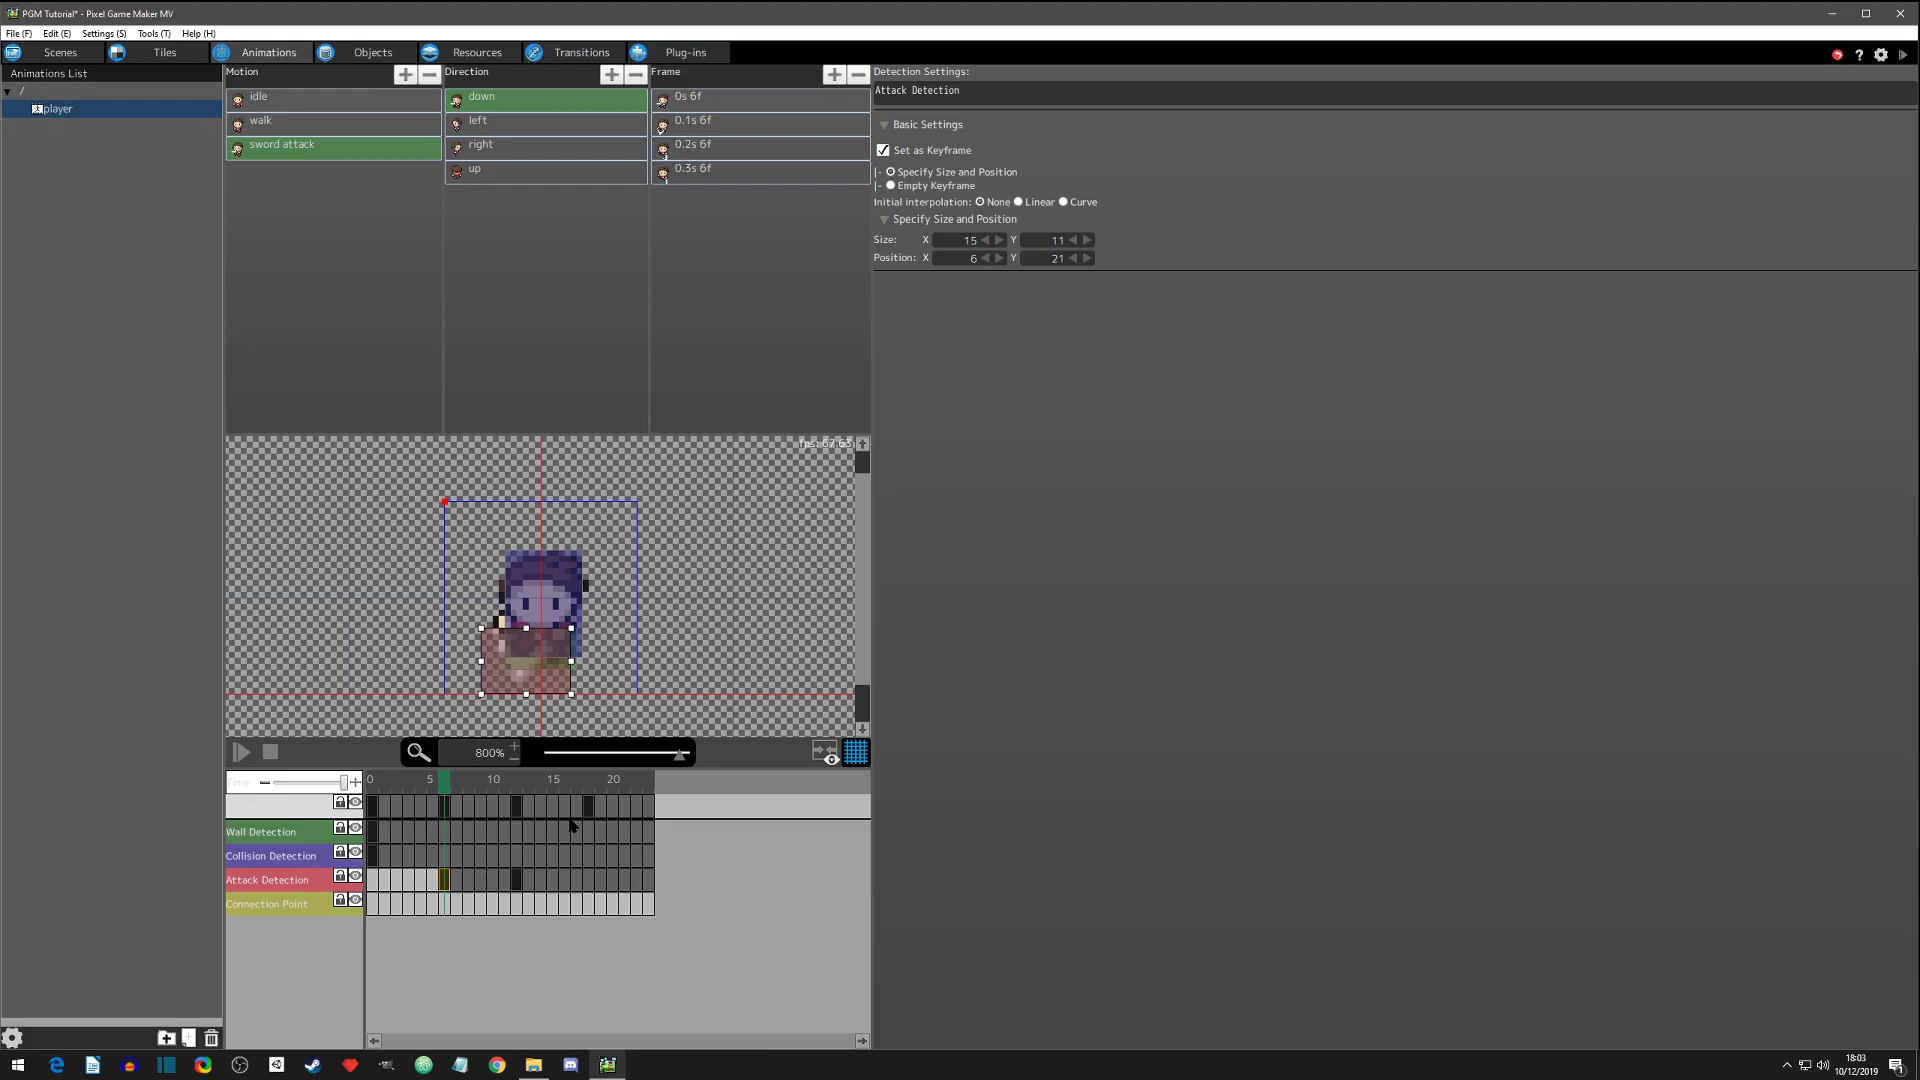 PGM Tutorial* - Pixel Game Maker MV
File (F) Edit (E) Settings (S) Tools (T) Help (H)
Scenes Tiles Animations Objects Resources Transitions Plug-ins
Animations List
/
player
Motion
idle
walk
sword attack
Direction
down
left
right
up
Frame
0s 6f
0.1s 6f
0.2s 6f
0.3s 6f
Detection Settings:
Attack Detection
Basic Settings
Set as Keyframe
|- Specify Size and Position
|- Empty Keyframe
Initial interpolation: None Linear Curve
Specify Size and Position
Size: X 15 Y 11
Position: X 6 Y 21
fps: 67.63
800%
Time
0 5 10 15 20
Wall Detection
Collision Detection
Attack Detection
Connection Point
18:03
10/12/2019